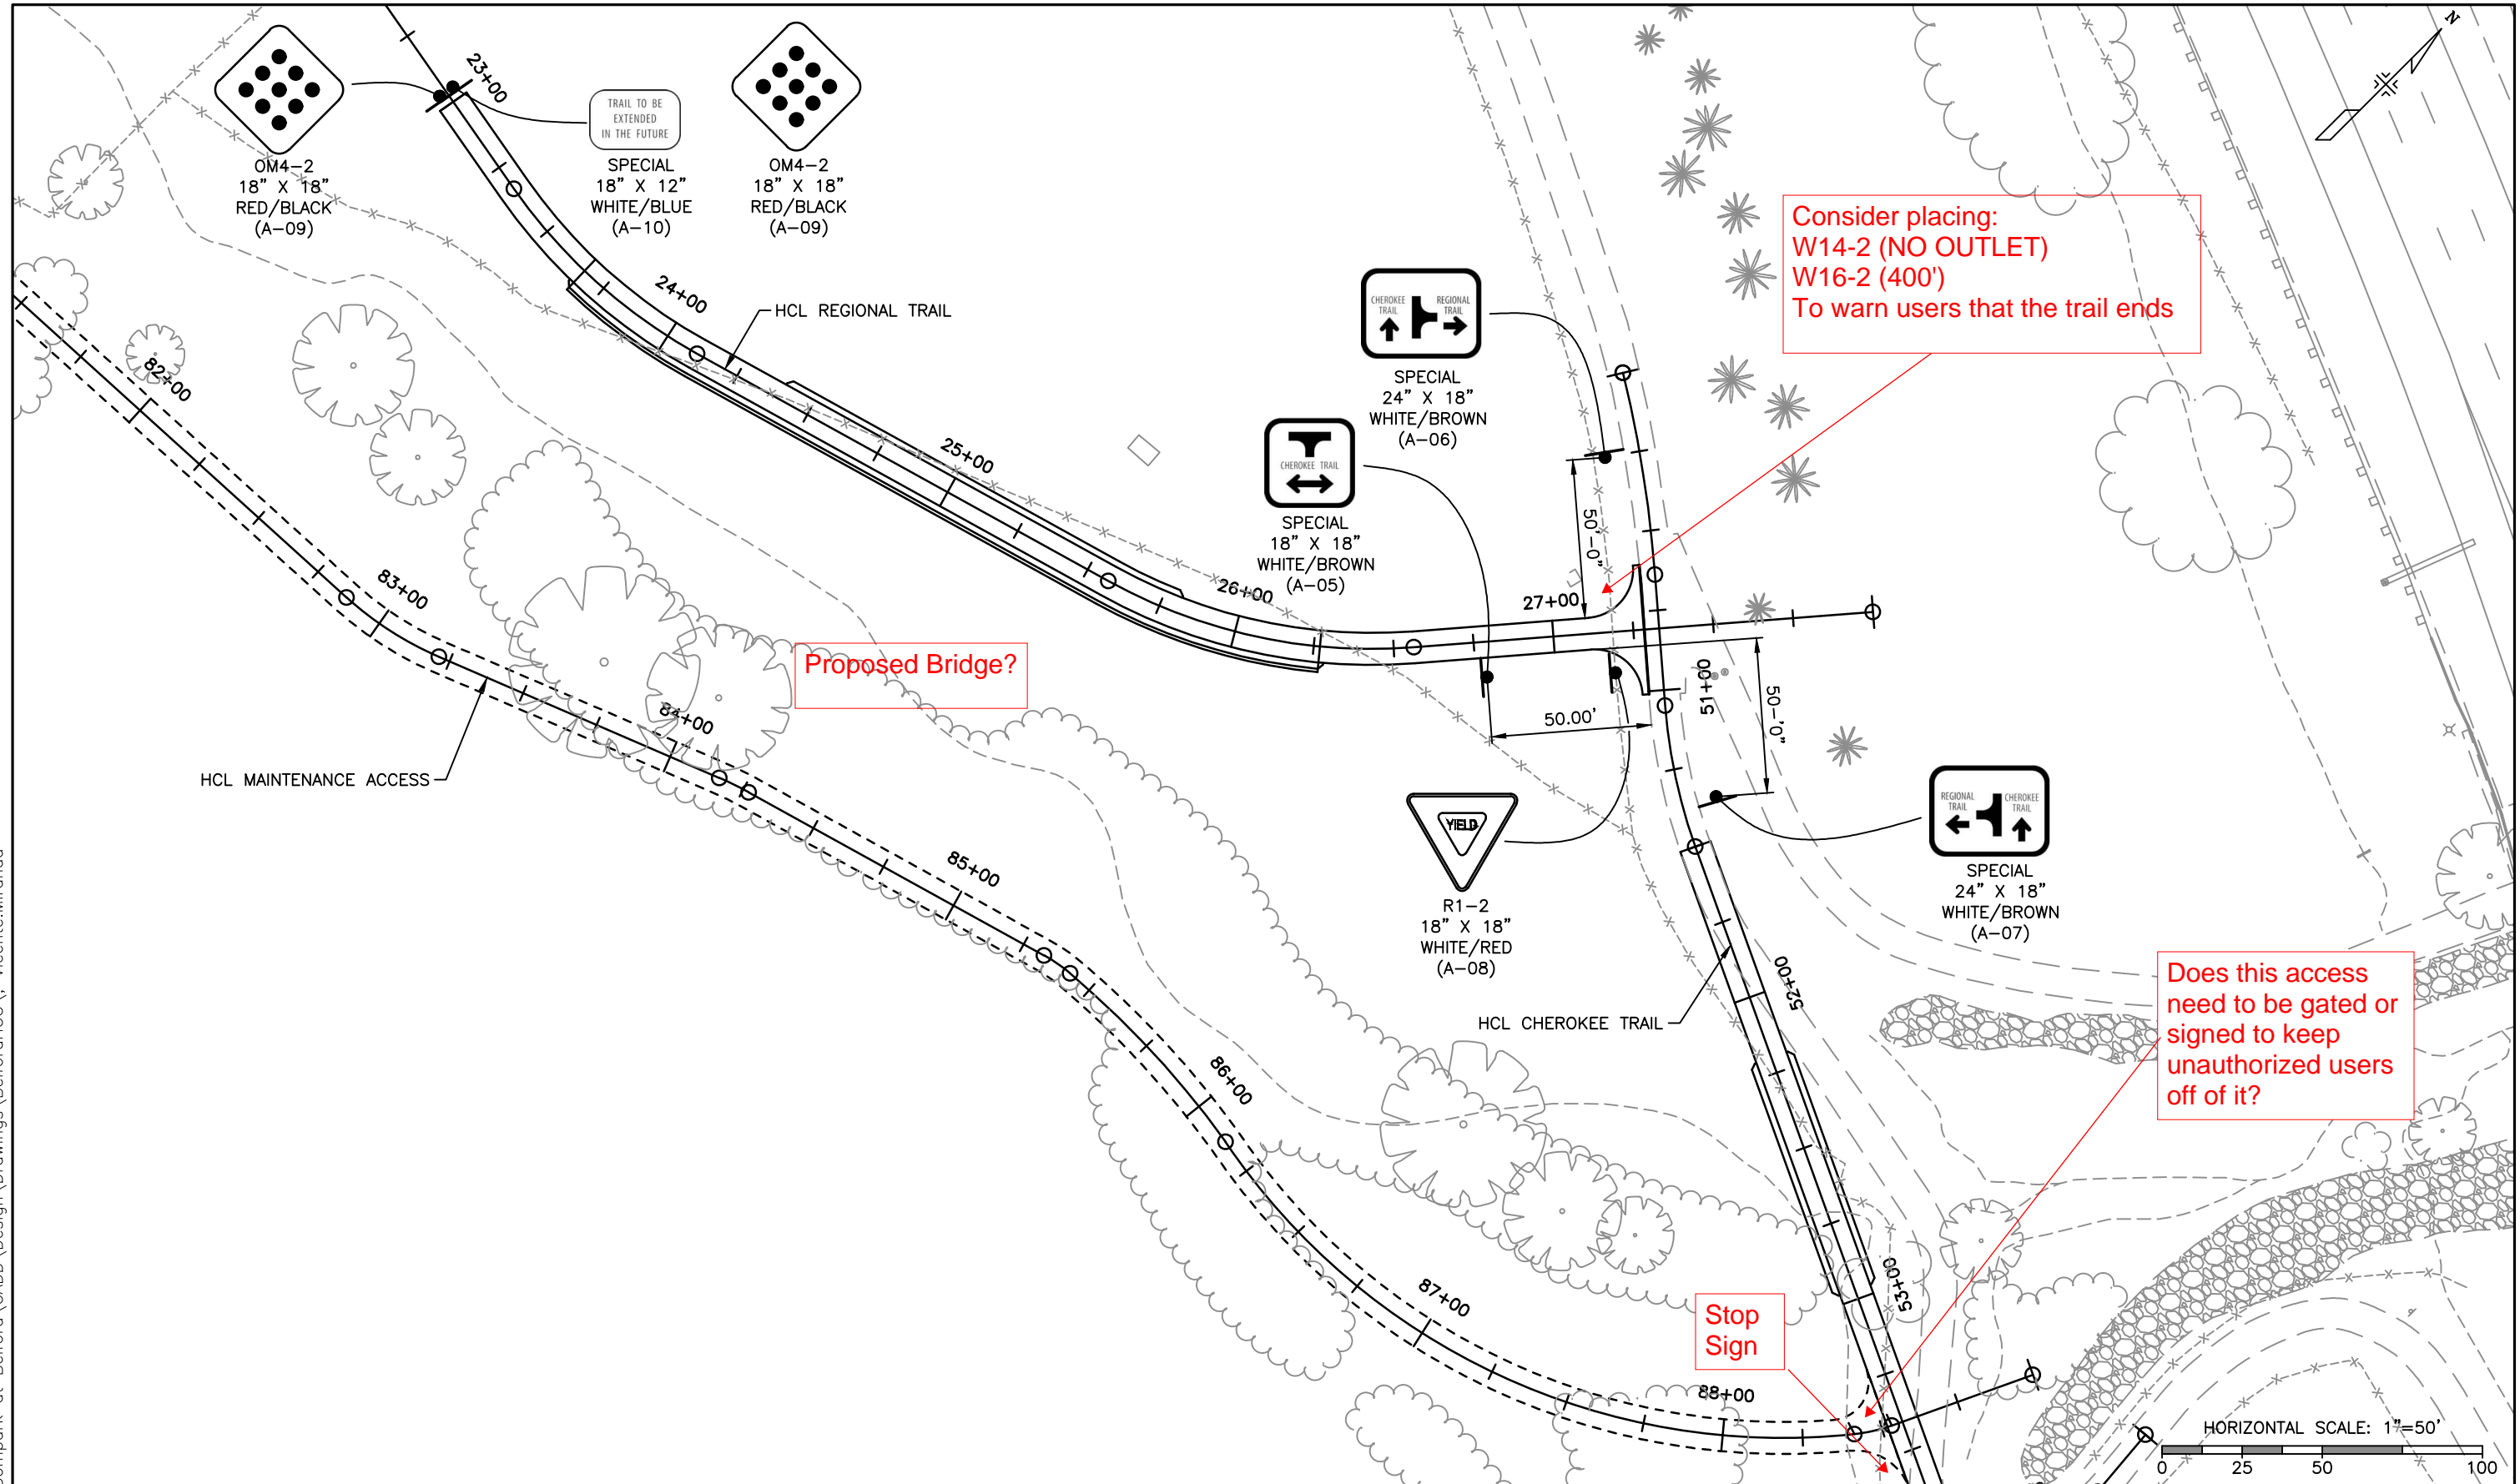 23+00
OM4-2
18" X 18"
RED/BLACK
(A-09)
TRAIL TO BE
EXTENDED
IN THE FUTURE
SPECIAL
18" X 12"
WHITE/BLUE
(A-10)
OM4-2
18" X 18"
RED/BLACK
(A-09)
N
Consider placing:
W14-2 (NO OUTLET)
W16-2 (400')
To warn users that the trail ends
24+00
HCL REGIONAL TRAIL
CHEROKEE
TRAIL
REGIONAL
TRAIL
SPECIAL
24" X 18"
WHITE/BROWN
(A-06)
82+00
25+00
CHEROKEE TRAIL
SPECIAL
18" X 18"
WHITE/BROWN
(A-05)
50'-0"
26+00
27+00
83+00
Proposed Bridge?
51+00
50-'0"
50.00'
84+00
HCL MAINTENANCE ACCESS
YIELD
R1-2
18" X 18"
WHITE/RED
(A-08)
REGIONAL
TRAIL
CHEROKEE
TRAIL
SPECIAL
24" X 18"
WHITE/BROWN
(A-07)
85+00
52+00
HCL CHEROKEE TRAIL
Does this access
need to be gated or
signed to keep
unauthorized users
off of it?
86+00
53+00
87+00
Stop
Sign
88+00
HORIZONTAL SCALE: 1"=50'
0 25 50 100